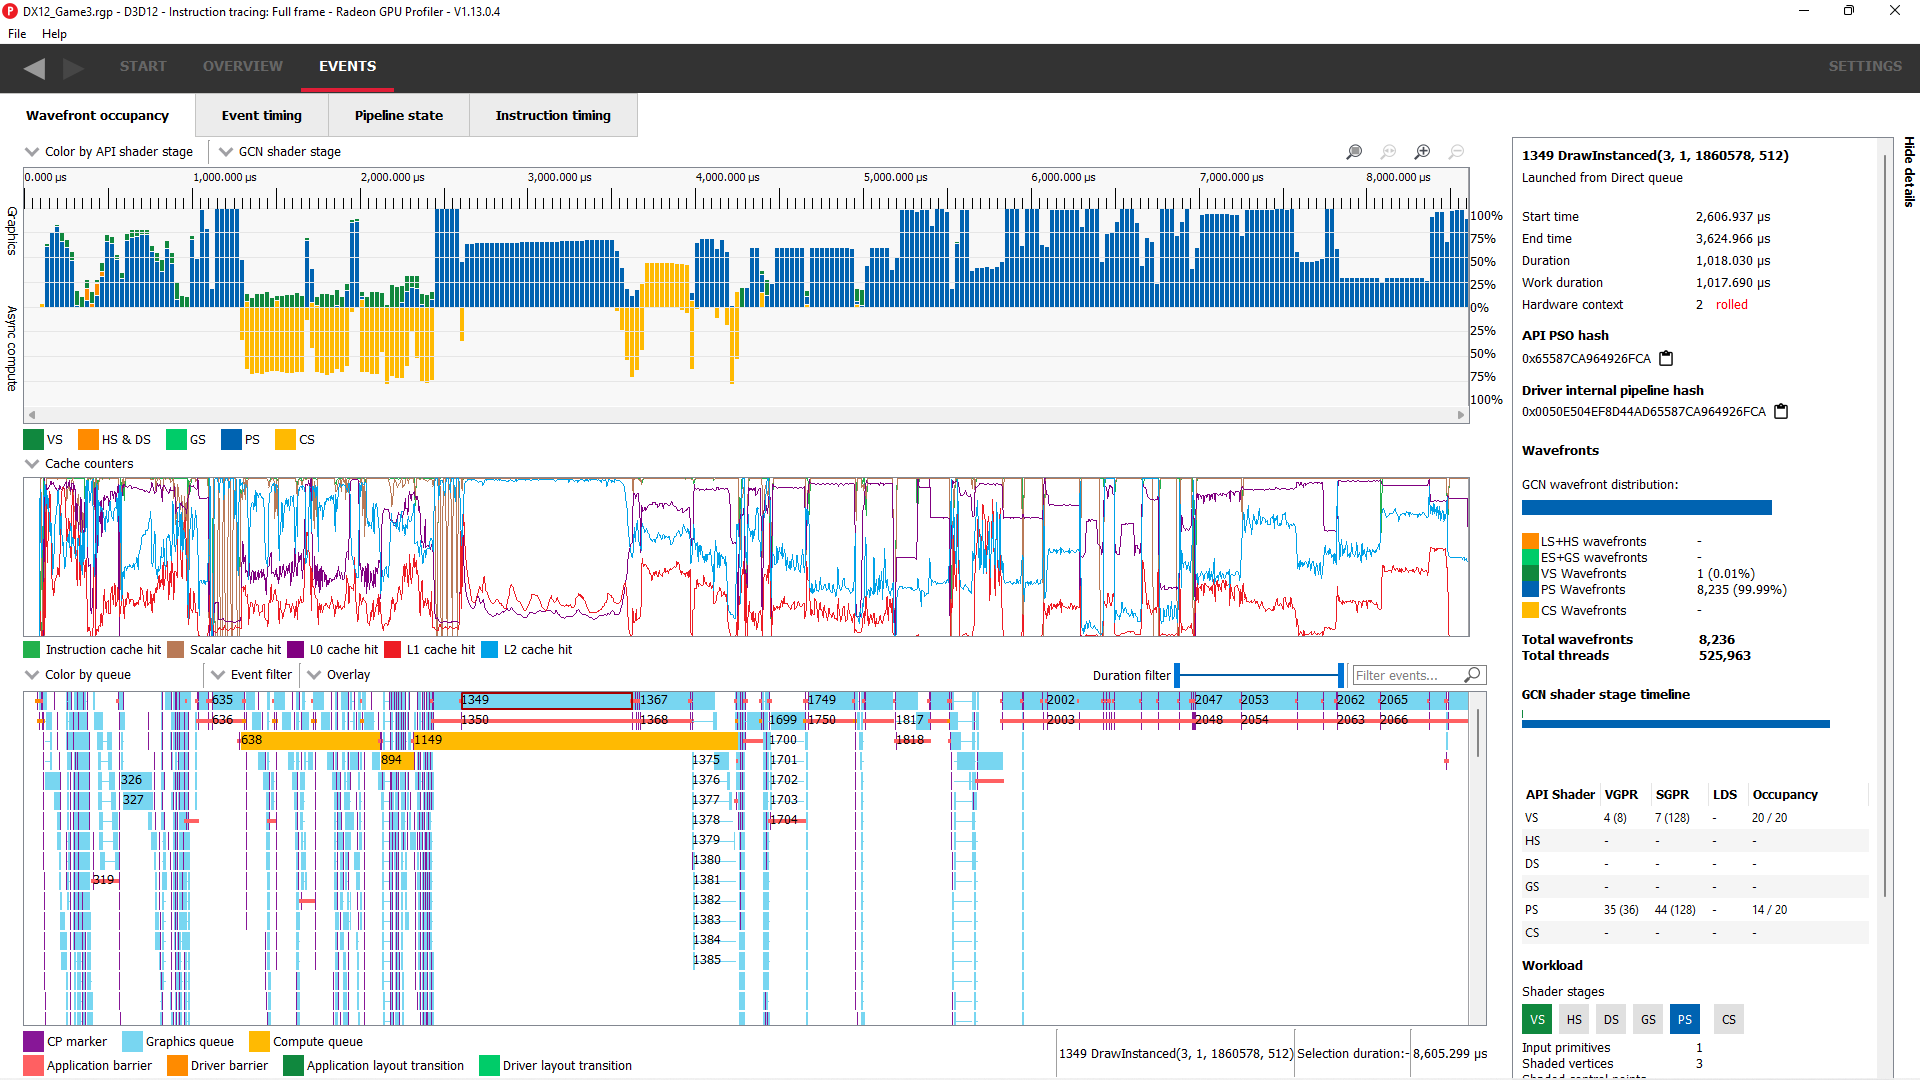 DX12_Game3.rgp - D3D12 - Instruction tracing: Full frame - Radeon GPU Profiler - V1.13.0.4
File Help
START OVERVIEW EVENTS SETTINGS
Wavefront occupancy Event timing Pipeline state Instruction timing
Color by API shader stage GCN shader stage
0.000 µs 1,000.000 µs 2,000.000 µs 3,000.000 µs 4,000.000 µs 5,000.000 µs 6,000.000 µs 7,000.000 µs 8,000.000 µs
Graphics
Async compute
100%
75%
50%
25%
0%
25%
50%
75%
100%
VS HS & DS GS PS CS
Cache counters
Instruction cache hit Scalar cache hit L0 cache hit L1 cache hit L2 cache hit
Color by queue Event filter Overlay Duration filter Filter events...
635 1349 1367 1749 2002 2047 2053 2062 2065
636 1350 1368 1699 1750 1817 2003 2048 2054 2063 2066
638 1149 1700 1818
894 1375 1701
326 1376 1702
327 1377 1703
1378 1704
1379
1380
319 1381
1382
1383
1384
1385
CP marker Graphics queue Compute queue
Application barrier Driver barrier Application layout transition Driver layout transition
1349 DrawInstanced(3, 1, 1860578, 512) Selection duration:- 8,605.299 µs
Hide details
1349 DrawInstanced(3, 1, 1860578, 512)
Launched from Direct queue
Start time 2,606.937 µs
End time 3,624.966 µs
Duration 1,018.030 µs
Work duration 1,017.690 µs
Hardware context 2 rolled
API PSO hash
0x65587CA964926FCA
Driver internal pipeline hash
0x0050E504EF8D44AD65587CA964926FCA
Wavefronts
GCN wavefront distribution:
LS+HS wavefronts -
ES+GS wavefronts -
VS Wavefronts 1 (0.01%)
PS Wavefronts 8,235 (99.99%)
CS Wavefronts -
Total wavefronts 8,236
Total threads 525,963
GCN shader stage timeline
API Shader VGPR SGPR LDS Occupancy
VS 4 (8) 7 (128) - 20 / 20
HS - - - -
DS - - - -
GS - - - -
PS 35 (36) 44 (128) - 14 / 20
CS - - - -
Workload
Shader stages
VS HS DS GS PS CS
Input primitives 1
Shaded vertices 3